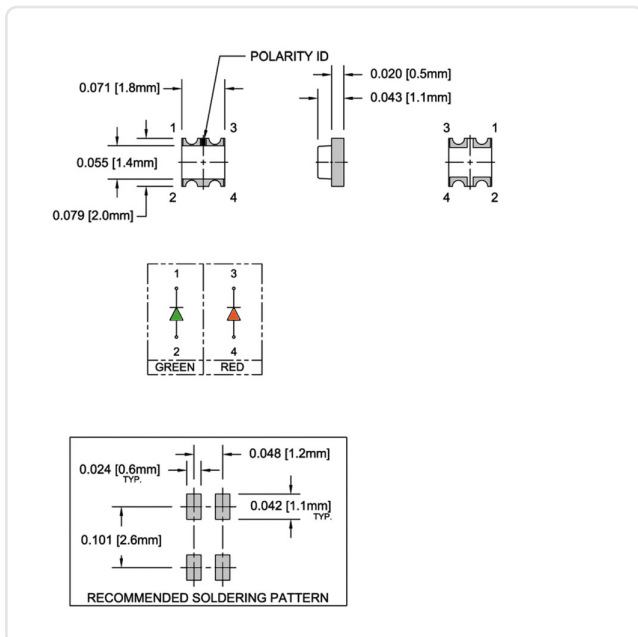 POLARITY ID
0.071 [1.8mm]
0.020 [0.5mm]
0.043 [1.1mm]
1 3
3 1
0.055 [1.4mm]
2 4
4 2
0.079 [2.0mm]
1 3
2 4
GREEN RED
0.048 [1.2mm]
0.024 [0.6mm]
TYP.
0.042 [1.1mm]
TYP.
0.101 [2.6mm]
RECOMMENDED SOLDERING PATTERN